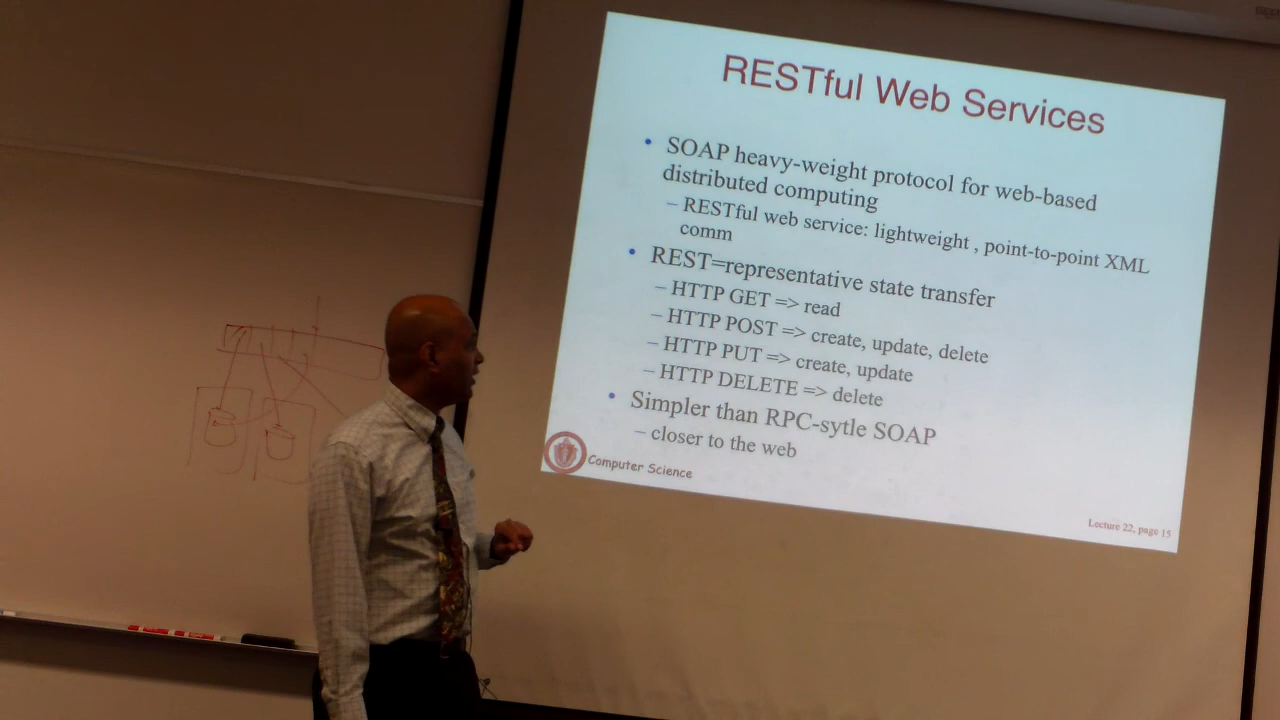 RESTful Web Services
• SOAP heavy-weight protocol for web-based
distributed computing
– RESTful web service: lightweight , point-to-point XML
comm
• REST=representative state transfer
– HTTP GET => read
– HTTP POST => create, update, delete
– HTTP PUT => create, update
– HTTP DELETE => delete
• Simpler than RPC-sytle SOAP
– closer to the web
Computer Science
Lecture 22, page 15